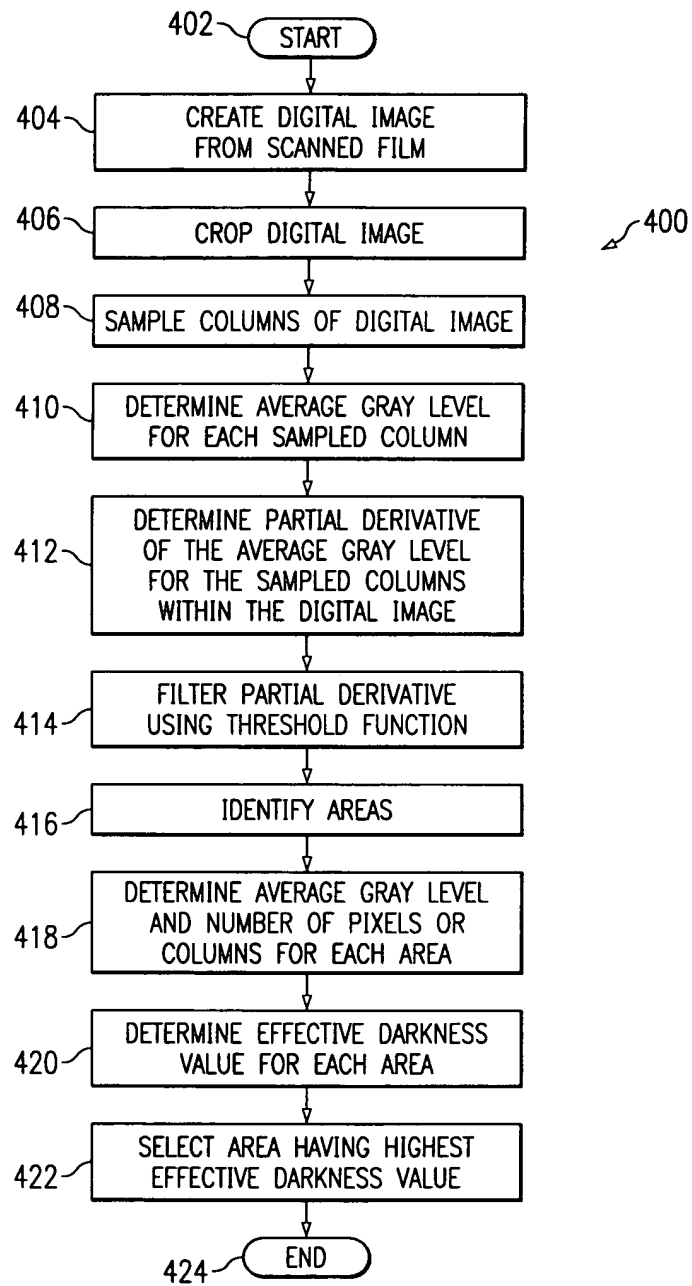 402
START
404
CREATE DIGITAL IMAGE
FROM SCANNED FILM
406
CROP DIGITAL IMAGE
400
408
SAMPLE COLUMNS OF DIGITAL IMAGE
410
DETERMINE AVERAGE GRAY LEVEL
FOR EACH SAMPLED COLUMN
412
DETERMINE PARTIAL DERIVATIVE
OF THE AVERAGE GRAY LEVEL
FOR THE SAMPLED COLUMNS
WITHIN THE DIGITAL IMAGE
414
FILTER PARTIAL DERIVATIVE
USING THRESHOLD FUNCTION
416
IDENTIFY AREAS
418
DETERMINE AVERAGE GRAY LEVEL
AND NUMBER OF PIXELS OR
COLUMNS FOR EACH AREA
420
DETERMINE EFFECTIVE DARKNESS
VALUE FOR EACH AREA
422
SELECT AREA HAVING HIGHEST
EFFECTIVE DARKNESS VALUE
424
END